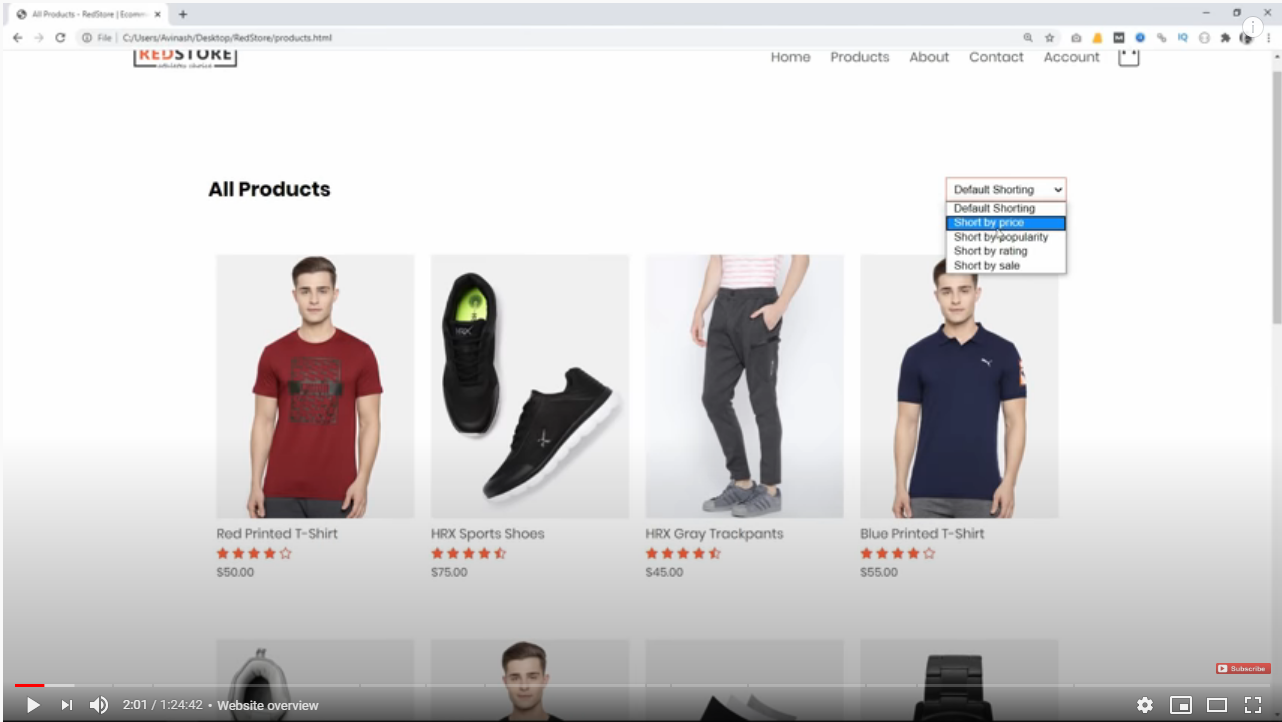 All Products - RedStore | Ecomm
File | C:/Users/Avinash/Desktop/RedStore/products.html
REDSTORE
athletes choice
Home Products About Contact Account
All Products
Default Shorting
Default Shorting
Short by price
Short by popularity
Short by rating
Short by sale
HRX
Red Printed T-Shirt
HRX Sports Shoes
HRX Gray Trackpants
Blue Printed T-Shirt
$50.00
$75.00
$45.00
$55.00
Subscribe
2:01 / 1:24:42 • Website overview